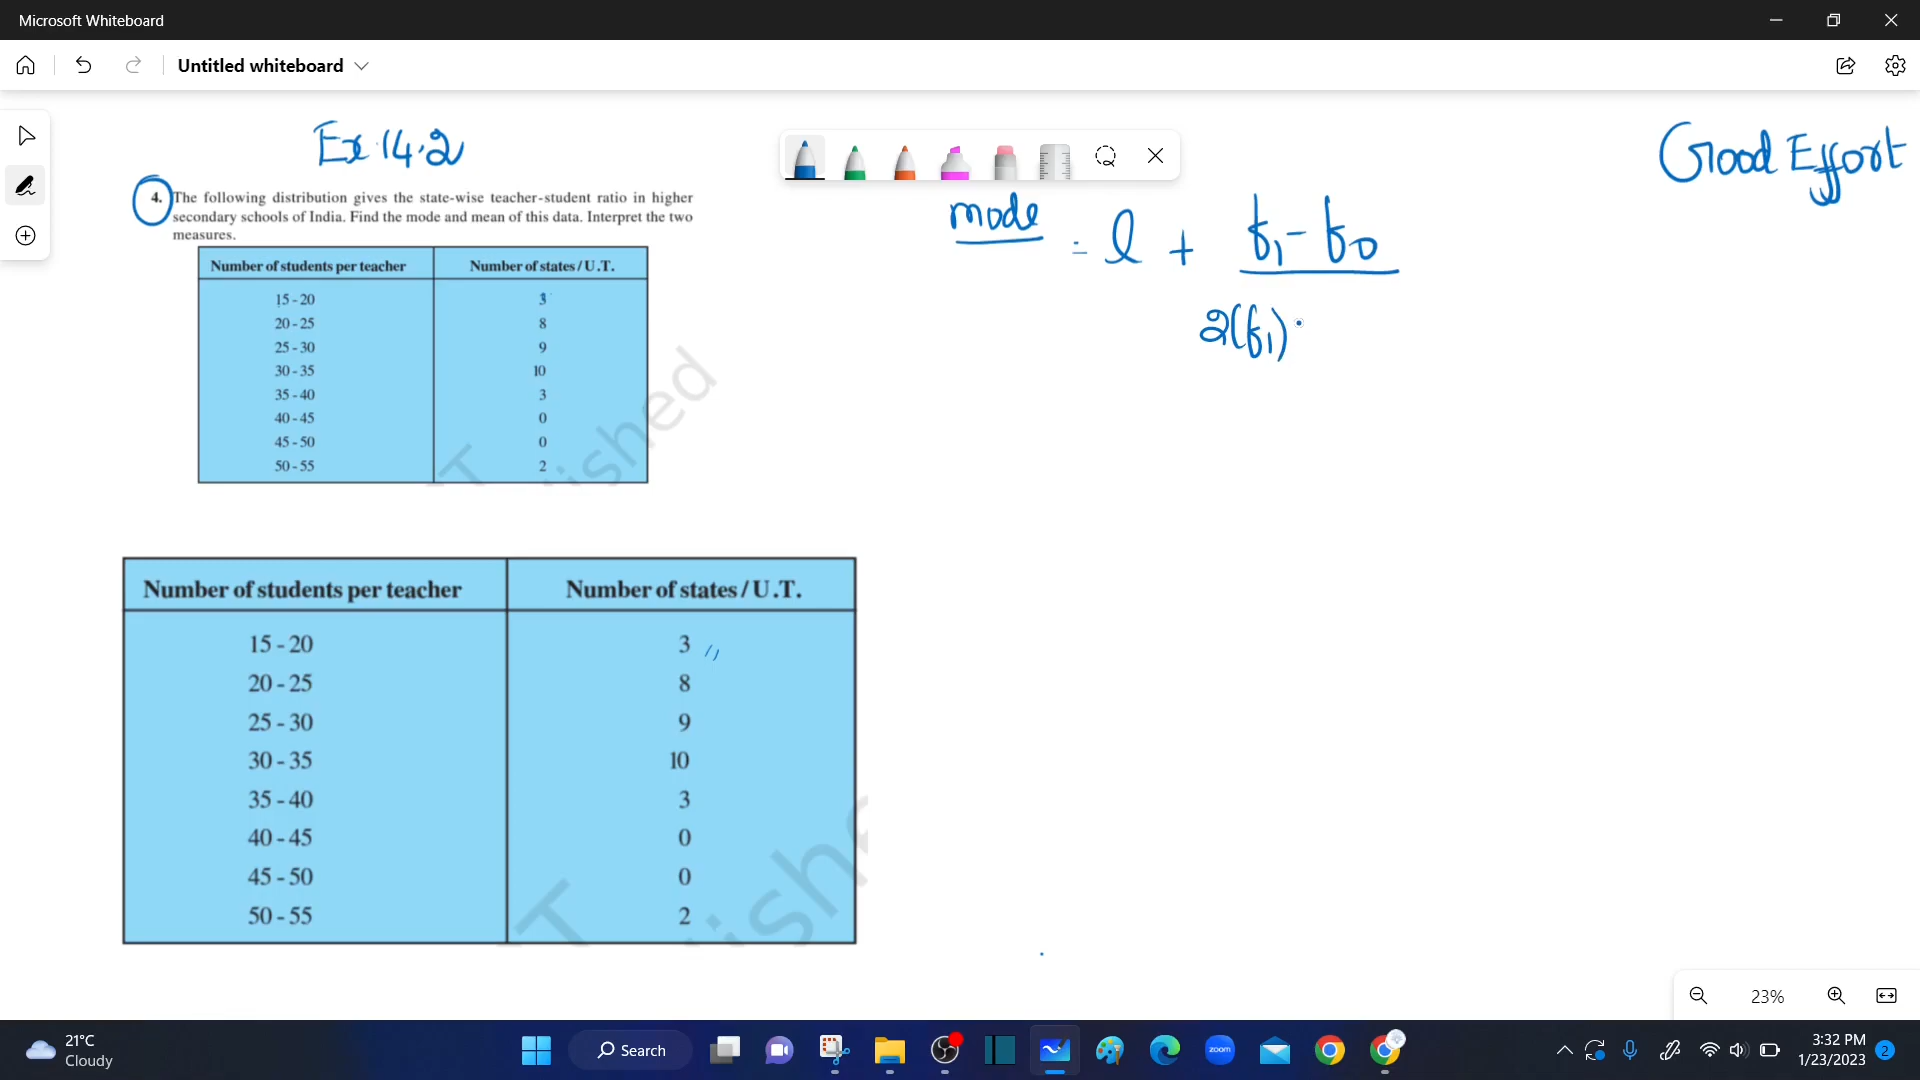 Microsoft Whiteboard
Untitled whiteboard
Ex 14.2
Good Effort
4. The following distribution gives the state-wise teacher-student ratio in higher
secondary schools of India. Find the mode and mean of this data. Interpret the two
measures.
Number of students per teacher Number of states / U.T.
15 - 20 3
20 - 25 8
25 - 30 9
30 - 35 10
35 - 40 3
40 - 45 0
45 - 50 0
50 - 55 2
mode = l + f₁ - f₀
2(f₁)
Number of students per teacher Number of states / U.T.
15 - 20 3
20 - 25 8
25 - 30 9
30 - 35 10
35 - 40 3
40 - 45 0
45 - 50 0
50 - 55 2
23%
21°C
Cloudy
Search
zoom
3:32 PM
1/23/2023
2